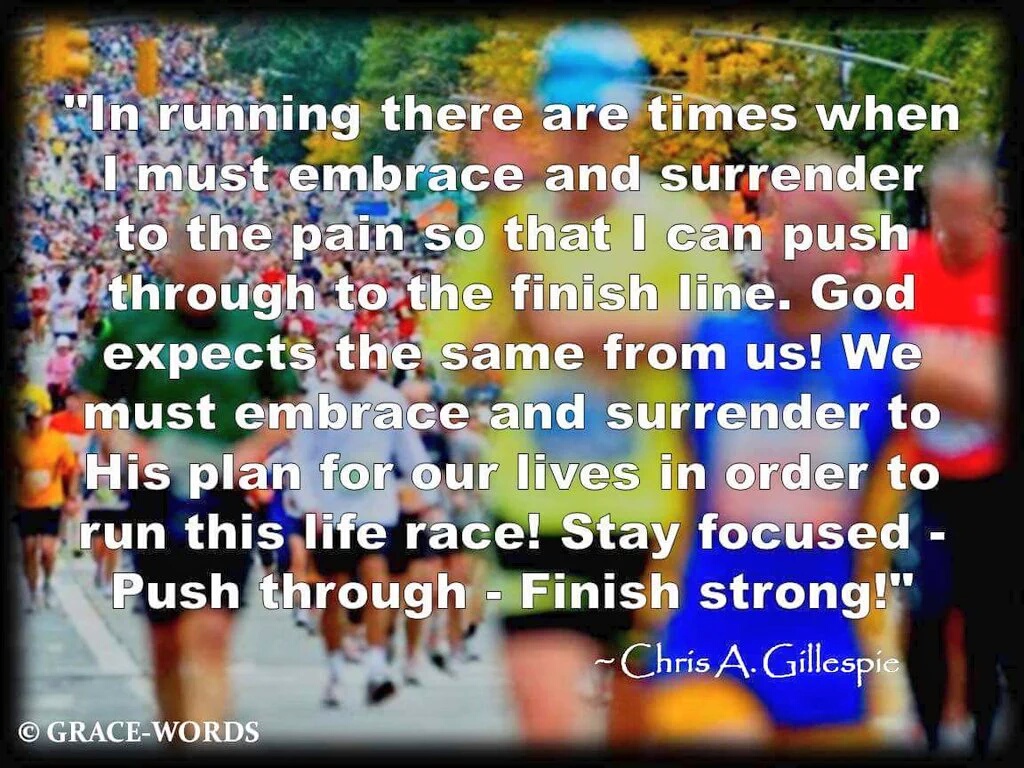 "In running there are times when
I must embrace and surrender
to the pain so that I can push
through to the finish line. God
expects the same from us! We
must embrace and surrender to
His plan for our lives in order to
run this life race! Stay focused -
Push through - Finish strong!"
~ Chris A. Gillespie
© GRACE-WORDS